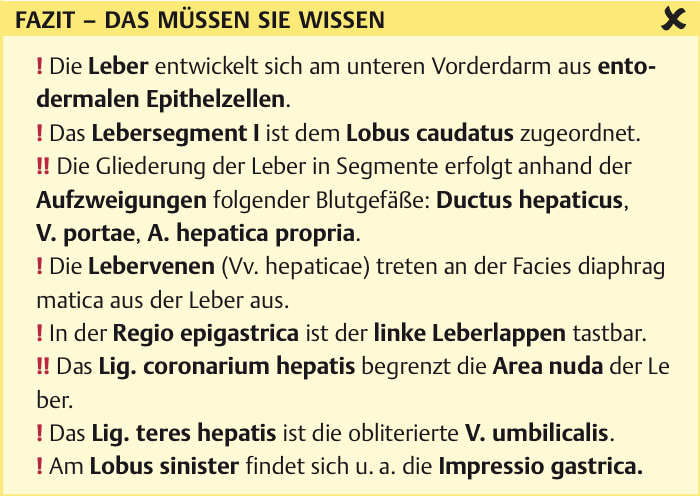 FAZIT – DAS MÜSSEN SIE WISSEN
! Die Leber entwickelt sich am unteren Vorderdarm aus ento-
dermalen Epithelzellen.
! Das Lebersegment I ist dem Lobus caudatus zugeordnet.
!! Die Gliederung der Leber in Segmente erfolgt anhand der
Aufzweigungen folgender Blutgefäße: Ductus hepaticus,
V. portae, A. hepatica propria.
! Die Lebervenen (Vv. hepaticae) treten an der Facies diaphrag
matica aus der Leber aus.
! In der Regio epigastrica ist der linke Leberlappen tastbar.
!! Das Lig. coronarium hepatis begrenzt die Area nuda der Le
ber.
! Das Lig. teres hepatis ist die obliterierte V. umbilicalis.
! Am Lobus sinister findet sich u. a. die Impressio gastrica.